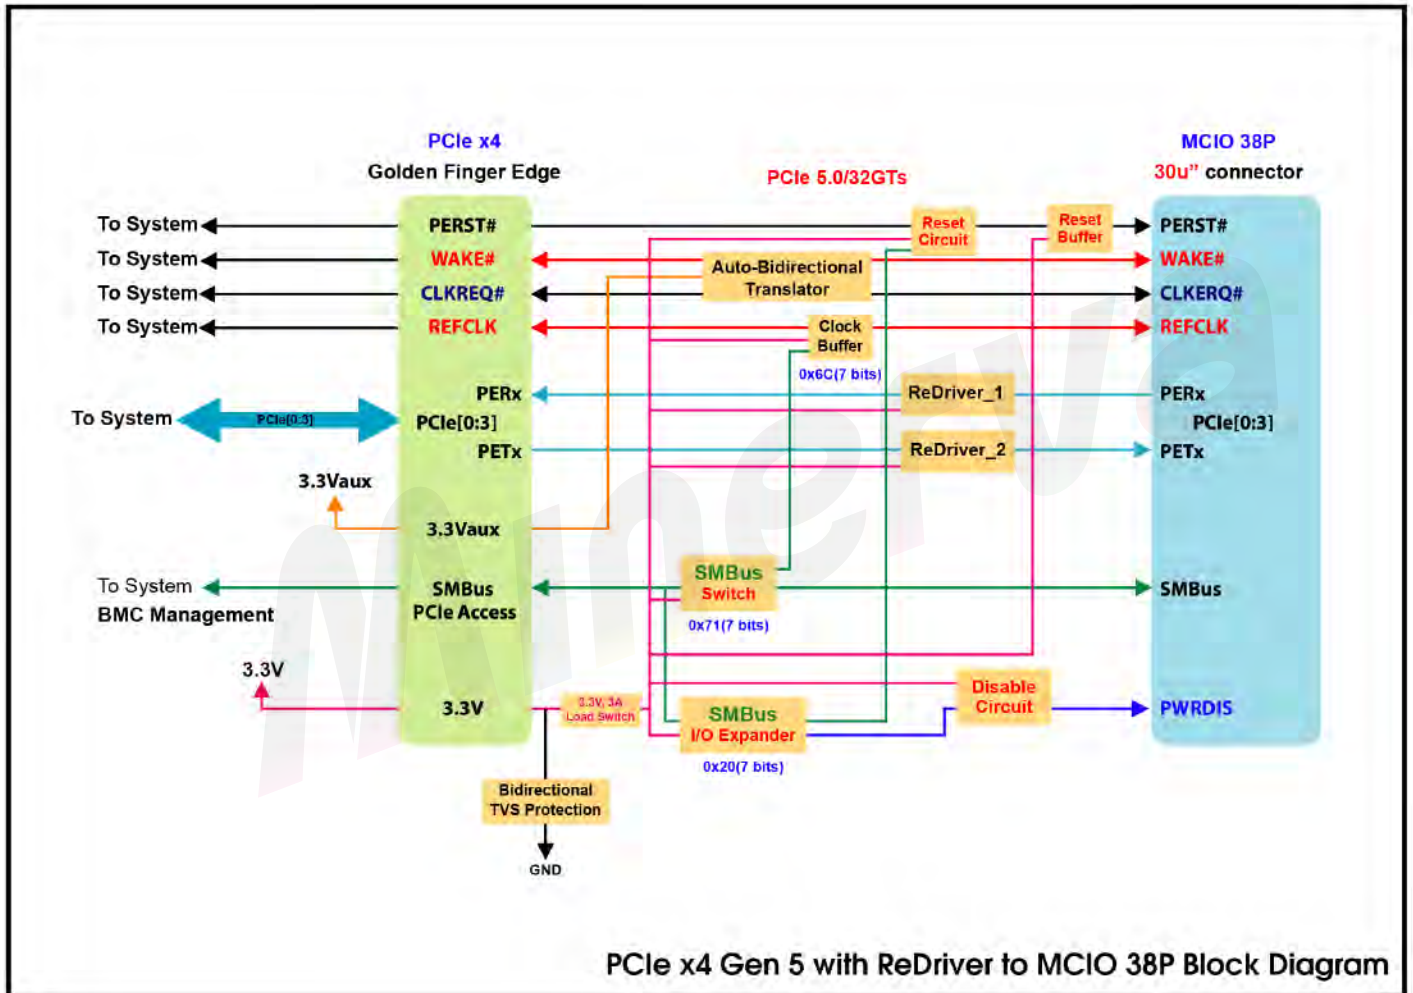 PCIe x4
Golden Finger Edge
PCIe 5.0/32GTs
MCIO 38P
30u” connector
To System
PERST#
Reset
Circuit
Reset
Buffer
PERST#
To System
WAKE#
Auto-Bidirectional
Translator
WAKE#
To System
CLKREQ#
CLKERQ#
To System
REFCLK
Clock
Buffer
REFCLK
0x6C(7 bits)
PERx
ReDriver_1
PERx
To System
PCIe[0:3]
PCIe[0:3]
PCIe[0:3]
PETx
ReDriver_2
PETx
3.3Vaux
3.3Vaux
To System
BMC Management
SMBus
PCIe Access
SMBus
Switch
SMBus
0x71(7 bits)
3.3V
3.3V
3.3V, 3A
Load Switch
SMBus
I/O Expander
Disable
Circuit
PWRDIS
0x20(7 bits)
Bidirectional
TVS Protection
GND
Minerva
PCIe x4 Gen 5 with ReDriver to MCIO 38P Block Diagram